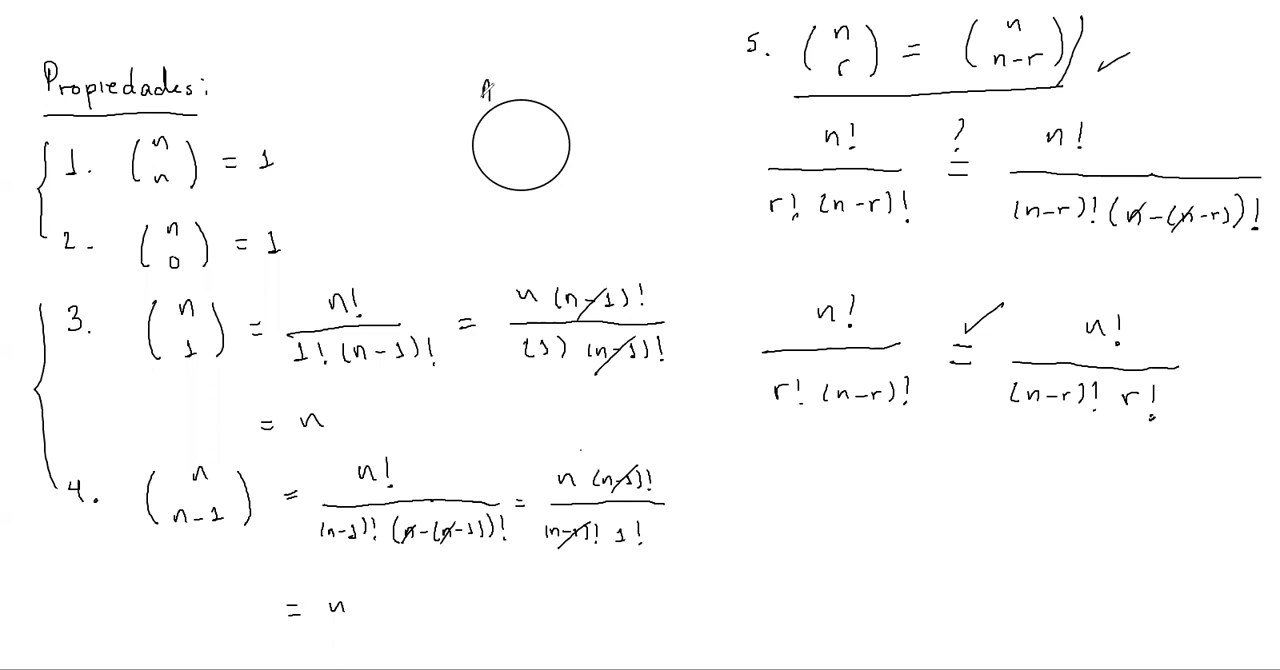 Propiedades:
1. (n n) = 1
2. (n 0) = 1
3. (n 1) = n! / 1! (n-1)! = n (n-1)! / (1) (n-1)!
= n
4. (n n-1) = n! / (n-1)! (n-(n-1))! = n (n-1)! / (n-1)! 1!
= n
A
5. (n r) = (n n-r)
n! / r! (n-r)! ≟ n! / (n-r)! (n-(n-r))!
n! / r! (n-r)! = n! / (n-r)! r!